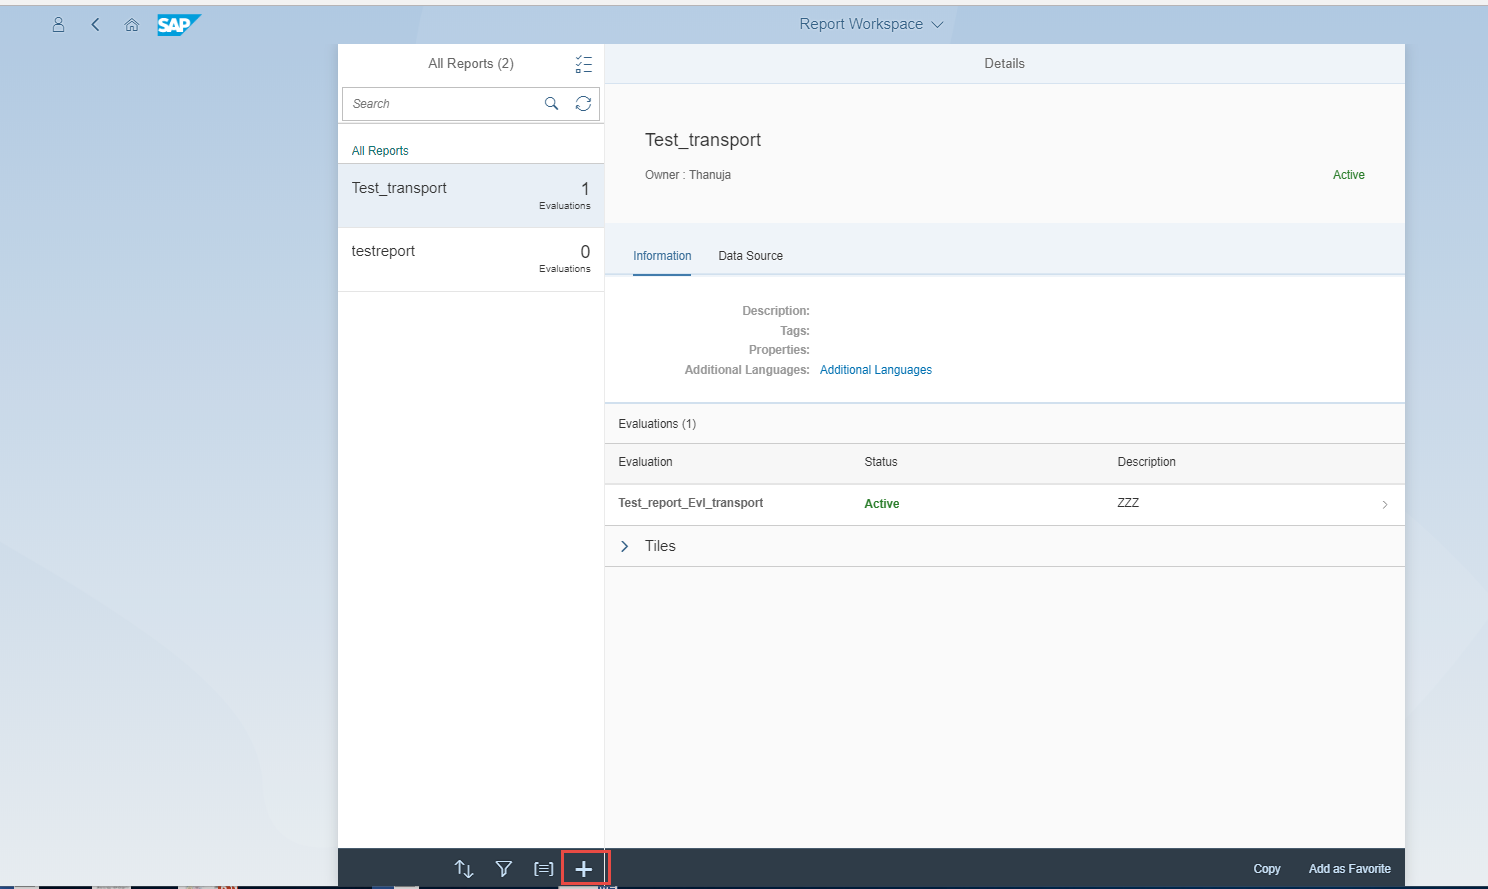 SAP
Report Workspace
All Reports (2)
Search
All Reports
Test_transport
1
Evaluations
testreport
0
Evaluations
Details
Test_transport
Owner : Thanuja
Active
Information
Data Source
Description:
Tags:
Properties:
Additional Languages: Additional Languages
Evaluations (1)
Evaluation Status Description
Test_report_Evl_transport Active ZZZ
Tiles
Copy
Add as Favorite